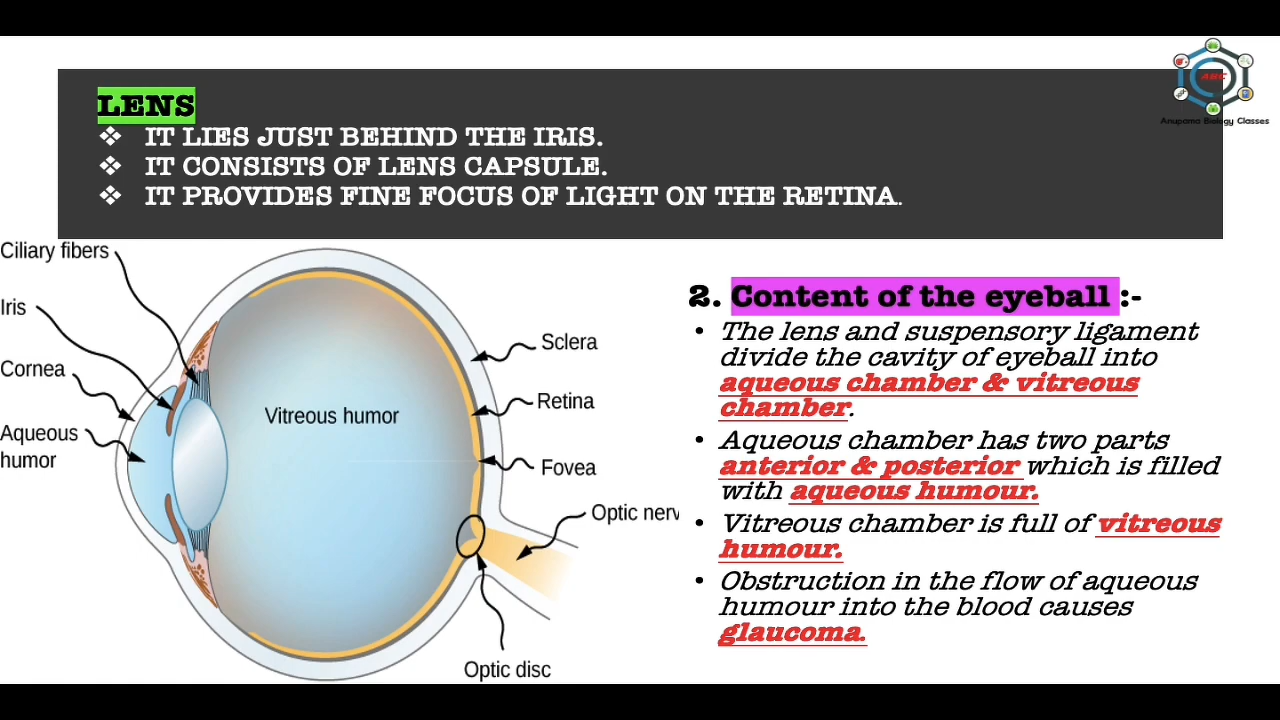 ABC
Anupama Biology Classes
LENS
❖ IT LIES JUST BEHIND THE IRIS.
❖ IT CONSISTS OF LENS CAPSULE.
❖ IT PROVIDES FINE FOCUS OF LIGHT ON THE RETINA.
Ciliary fibers
Iris
Cornea
Aqueous
humor
Vitreous humor
Sclera
Retina
Fovea
Optic nerv
Optic disc
2. Content of the eyeball :-
• The lens and suspensory ligament
divide the cavity of eyeball into
aqueous chamber & vitreous
chamber.
• Aqueous chamber has two parts
anterior & posterior which is filled
with aqueous humour.
• Vitreous chamber is full of vitreous
humour.
• Obstruction in the flow of aqueous
humour into the blood causes
glaucoma.